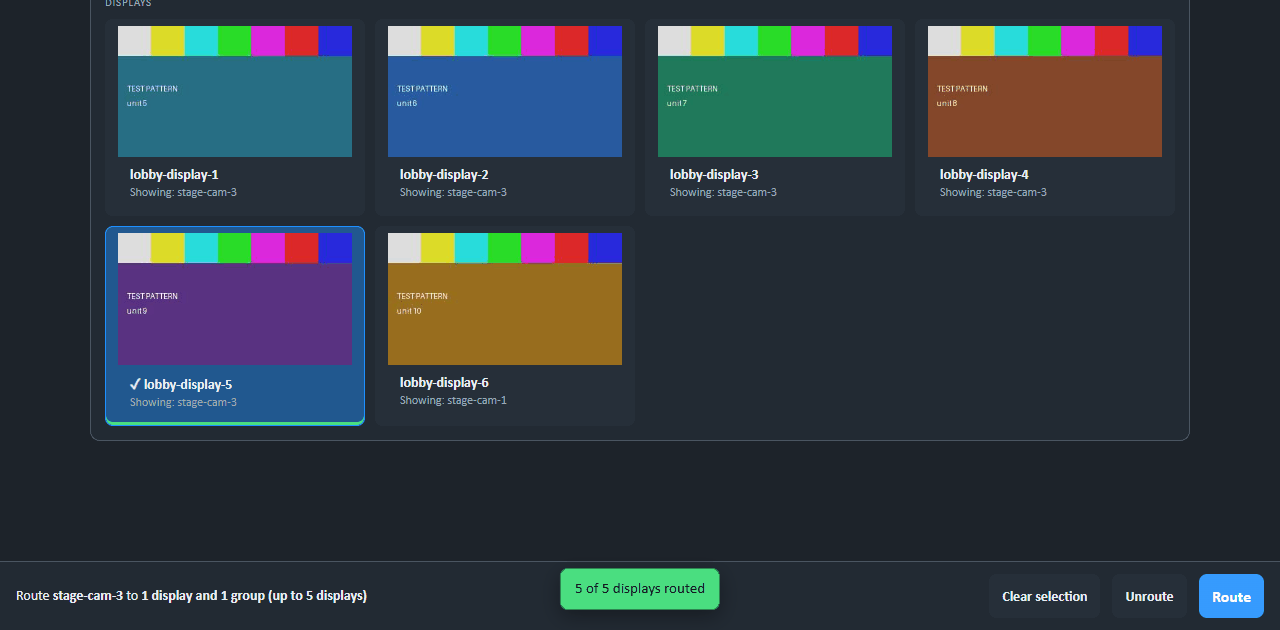 DISPLAYS
TEST PATTERN
unit 5
lobby-display-1
Showing: stage-cam-3
TEST PATTERN
unit 6
lobby-display-2
Showing: stage-cam-3
TEST PATTERN
unit 7
lobby-display-3
Showing: stage-cam-3
TEST PATTERN
unit 8
lobby-display-4
Showing: stage-cam-3
TEST PATTERN
unit 9
✓ lobby-display-5
Showing: stage-cam-3
TEST PATTERN
unit 10
lobby-display-6
Showing: stage-cam-1
Route stage-cam-3 to 1 display and 1 group (up to 5 displays)
5 of 5 displays routed
Clear selection
Unroute
Route